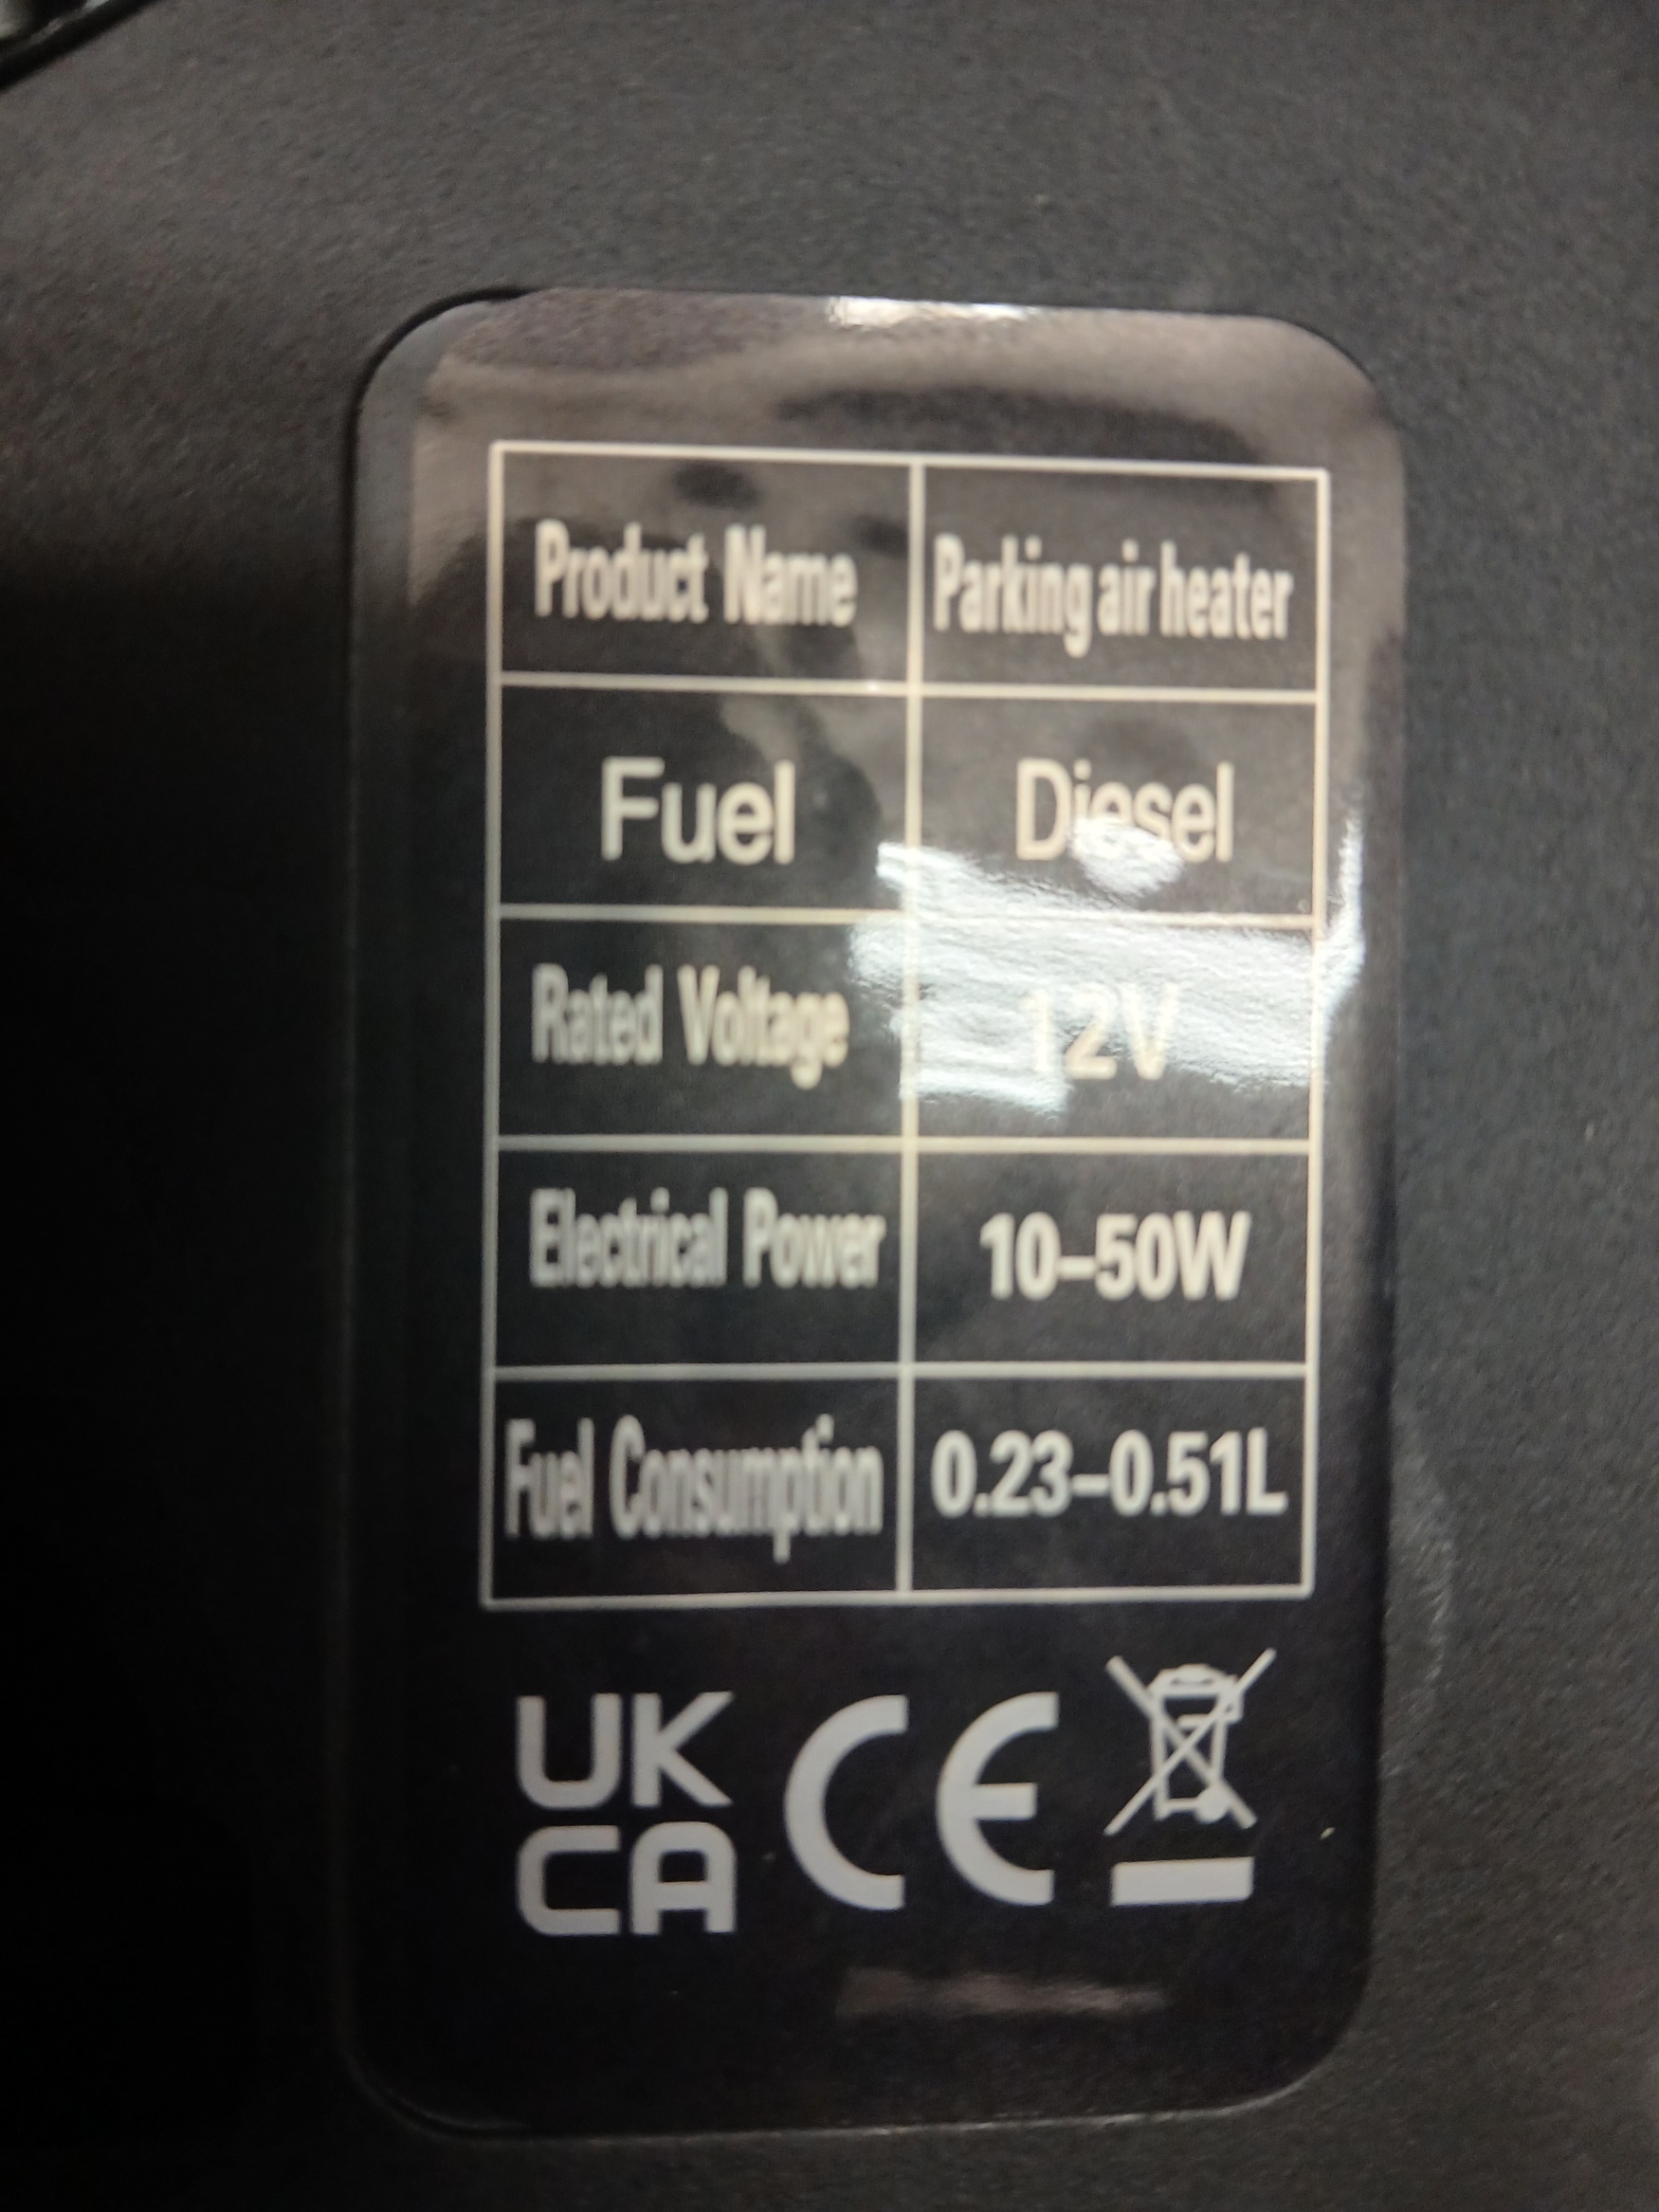 Product Name Parking air heater
Fuel Diesel
Rated Voltage 12V
Electrical Power 10-50W
Fuel Consumption 0.23-0.51L
UK
CA
CE